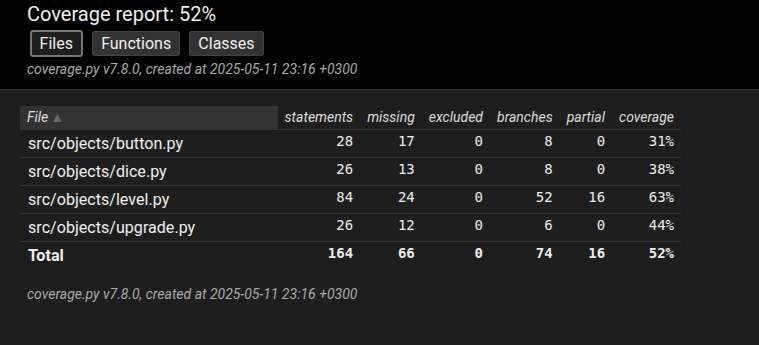 Coverage report: 52%
Files Functions Classes
coverage.py v7.8.0, created at 2025-05-11 23:16 +0300
File ▲ statements missing excluded branches partial coverage
src/objects/button.py 28 17 0 8 0 31%
src/objects/dice.py 26 13 0 8 0 38%
src/objects/level.py 84 24 0 52 16 63%
src/objects/upgrade.py 26 12 0 6 0 44%
Total 164 66 0 74 16 52%
coverage.py v7.8.0, created at 2025-05-11 23:16 +0300